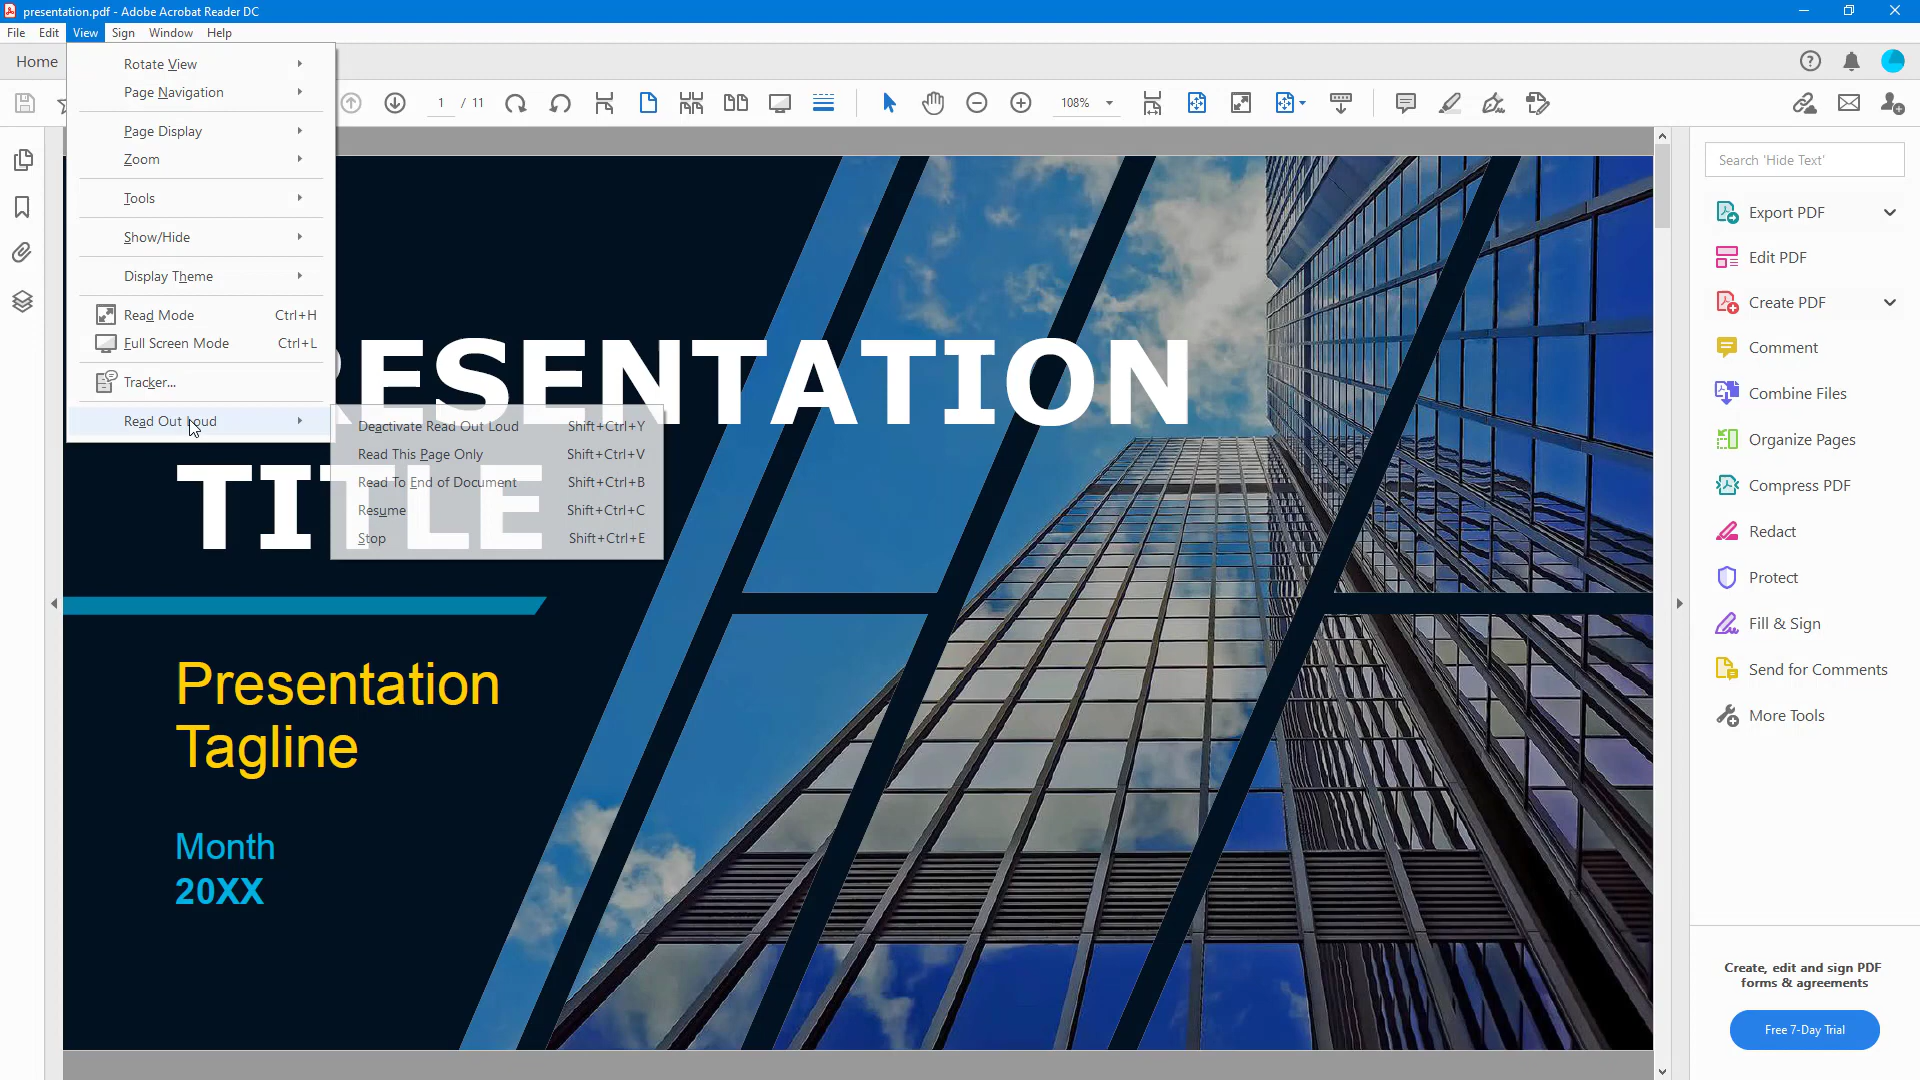 presentation.pdf - Adobe Acrobat Reader DC
File Edit View Sign Window Help
Home
Rotate View
Page Navigation
Page Display
Zoom
Tools
Show/Hide
Display Theme
Read Mode Ctrl+H
Full Screen Mode Ctrl+L
Tracker...
Read Out Loud
Deactivate Read Out Loud Shift+Ctrl+Y
Read This Page Only Shift+Ctrl+V
Read To End of Document Shift+Ctrl+B
Resume Shift+Ctrl+C
Stop Shift+Ctrl+E
1 / 11
108%
RESENTATION
TITLE
Presentation
Tagline
Month
20XX
Search 'Hide Text'
Export PDF
Edit PDF
Create PDF
Comment
Combine Files
Organize Pages
Compress PDF
Redact
Protect
Fill & Sign
Send for Comments
More Tools
Create, edit and sign PDF
forms & agreements
Free 7-Day Trial